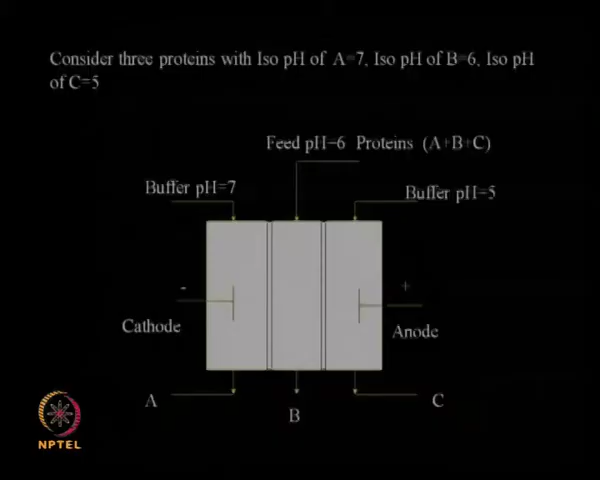 Consider three proteins with Iso pH of A=7, Iso pH of B=6, Iso pH
of C=5
Feed pH=6 Proteins (A+B+C)
Buffer pH=7
Buffer pH=5
-
+
Cathode
Anode
A
B
C
NPTEL